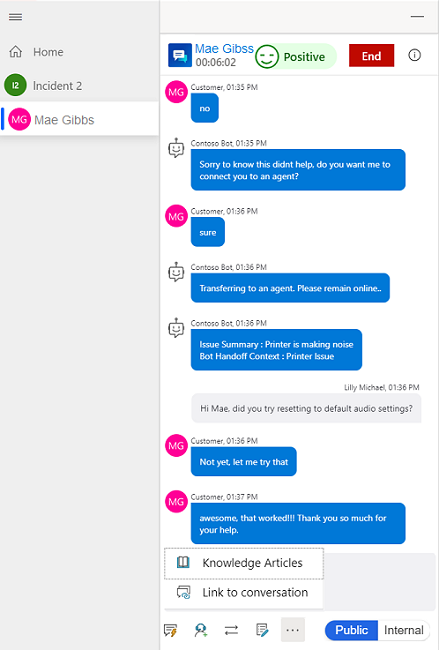 Home
I2
Incident 2
MG
Mae Gibbs
Mae Gibss
00:06:02
Positive
End
Customer, 01:35 PM
MG
no
Contoso Bot, 01:35 PM
Sorry to know this didnt help, do you want me to
connect you to an agent?
Customer, 01:36 PM
MG
sure
Contoso Bot, 01:36 PM
Transferring to an agent. Please remain online..
Contoso Bot, 01:36 PM
Issue Summary : Printer is making noise
Bot Handoff Context : Printer Issue
Lilly Michael, 01:36 PM
Hi Mae, did you try resetting to default audio settings?
Customer, 01:36 PM
MG
Not yet, let me try that
Customer, 01:37 PM
MG
awesome, that worked!!! Thank you so much for
your help.
Knowledge Articles
Link to conversation
Public
Internal